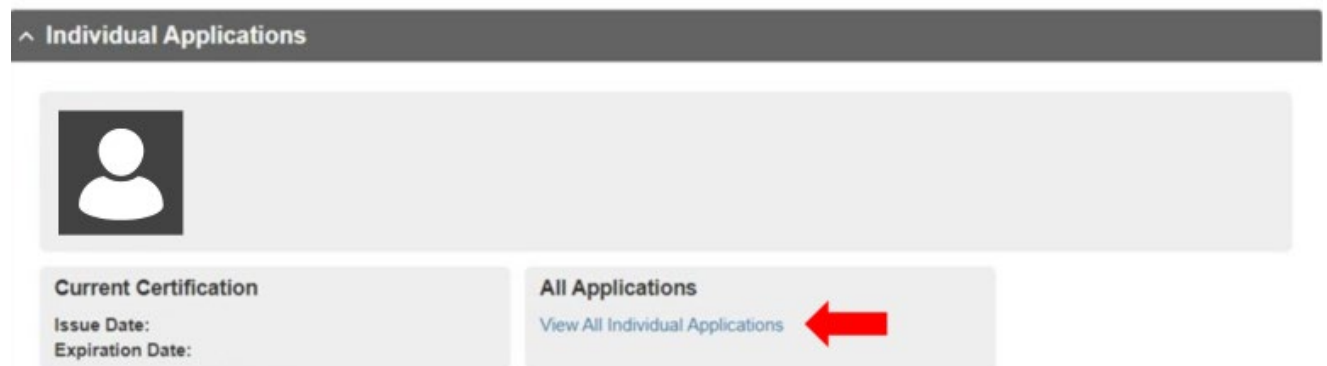 Individual Applications
Current Certification
Issue Date:
Expiration Date:
All Applications
View All Individual Applications